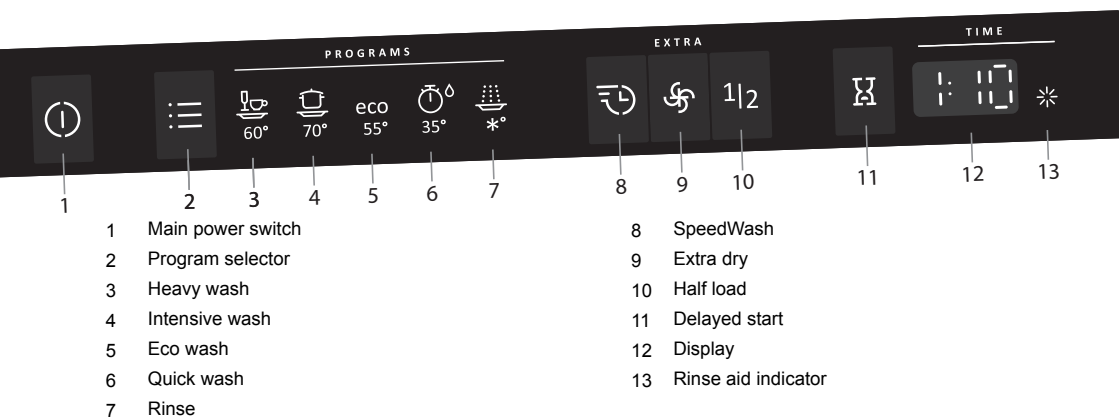 PROGRAMS
EXTRA
TIME
60°
70°
eco
55°
35°
*°
1|2
1:10
1
2
3
4
5
6
7
8
9
10
11
12
13
1 Main power switch
2 Program selector
3 Heavy wash
4 Intensive wash
5 Eco wash
6 Quick wash
7 Rinse
8 SpeedWash
9 Extra dry
10 Half load
11 Delayed start
12 Display
13 Rinse aid indicator